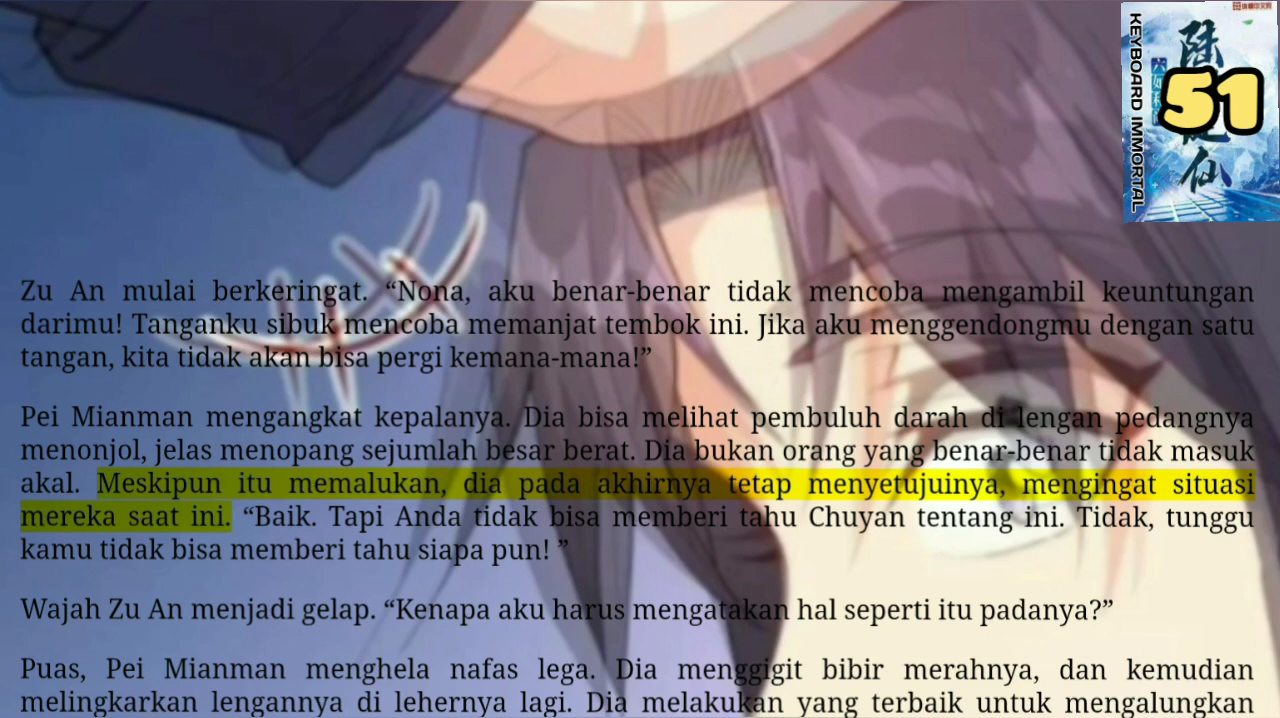 Zu An mulai berkeringat. “Nona, aku benar-benar tidak mencoba mengambil keuntungan
darimu! Tanganku sibuk mencoba memanjat tembok ini. Jika aku menggendongmu dengan satu
tangan, kita tidak akan bisa pergi kemana-mana!”
Pei Mianman mengangkat kepalanya. Dia bisa melihat pembuluh darah di lengan pedangnya
menonjol, jelas menopang sejumlah besar berat. Dia bukan orang yang benar-benar tidak masuk
akal. Meskipun itu memalukan, dia pada akhirnya tetap menyetujuinya, mengingat situasi
mereka saat ini. “Baik. Tapi Anda tidak bisa memberi tahu Chuyan tentang ini. Tidak, tunggu
kamu tidak bisa memberi tahu siapa pun! ”
Wajah Zu An menjadi gelap. “Kenapa aku harus mengatakan hal seperti itu padanya?”
Puas, Pei Mianman menghela nafas lega. Dia menggigit bibir merahnya, dan kemudian
melingkarkan lengannya di lehernya lagi. Dia melakukan yang terbaik untuk mengalungkan
KEYBOARD IMMORTAL
陆
仙
51